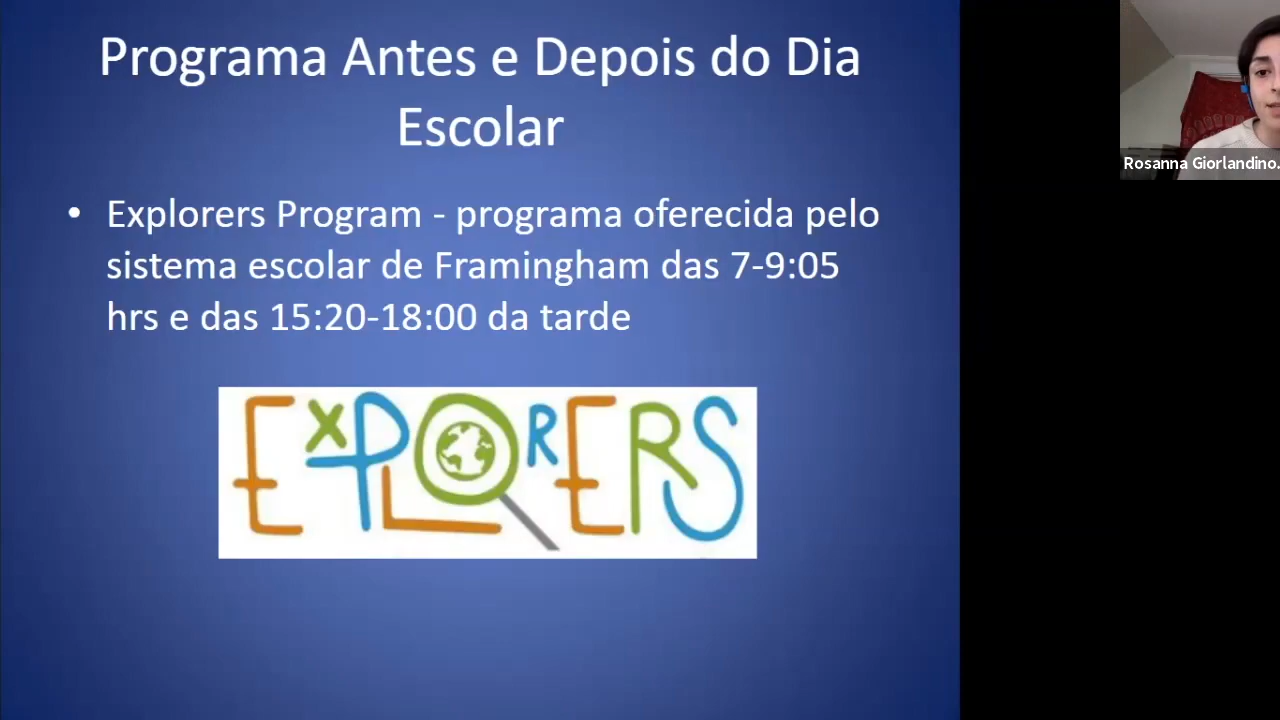 Programa Antes e Depois do Dia
Escolar
• Explorers Program - programa oferecida pelo
sistema escolar de Framingham das 7-9:05
hrs e das 15:20-18:00 da tarde
EXPLORERS
Rosanna Giorlandino.